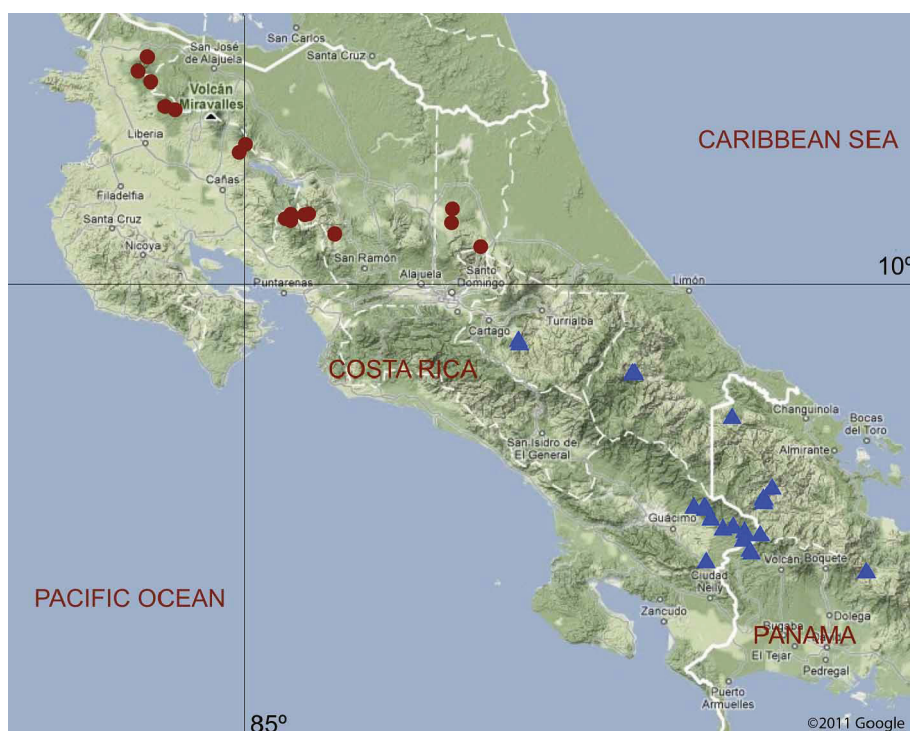 San Carlos
San José
de Alajuela
Santa Cruz
Volcán
Miravalles
Liberia
CARIBBEAN SEA
Cañas
Filadelfia
Santa Cruz
Nicoya
San Ramón
10º
Puntarenas
Alajuela
Santo
Domingo
Limón
Cartago
Turrialba
COSTA RICA
Changuinola
Bocas
del Toro
San Isidro de
El General
Almirante
Guácimo
Volcán
Boquete
Ciudad
Neily
PACIFIC OCEAN
Zancudo
Dolega
Bugaba
PANAMA
El Tejar
Pedregal
Puerto
Armuelles
85º
©2011 Google